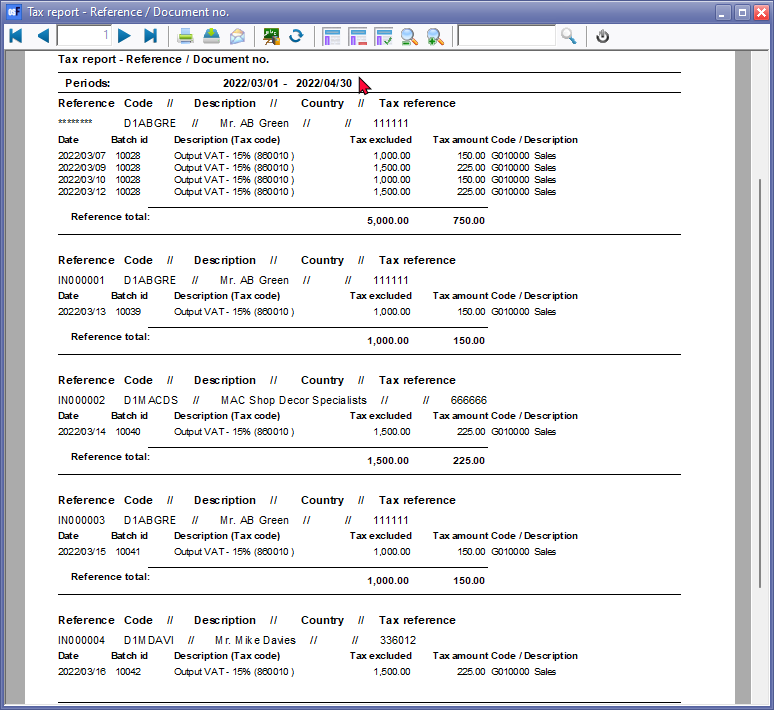 Tax report - Reference / Document no.
1
Tax report - Reference / Document no.
Periods: 2022/03/01 - 2022/04/30
Reference Code // Description // Country // Tax reference
******** D1ABGRE // Mr. AB Green // // 111111
Date Batch id Description (Tax code) Tax excluded Tax amount Code / Description
2022/03/07 10028 Output VAT - 15% (860010 ) 1,000.00 150.00 G010000 Sales
2022/03/09 10028 Output VAT - 15% (860010 ) 1,500.00 225.00 G010000 Sales
2022/03/10 10028 Output VAT - 15% (860010 ) 1,000.00 150.00 G010000 Sales
2022/03/12 10028 Output VAT - 15% (860010 ) 1,500.00 225.00 G010000 Sales
Reference total: 5,000.00 750.00
Reference Code // Description // Country // Tax reference
IN000001 D1ABGRE // Mr. AB Green // // 111111
Date Batch id Description (Tax code) Tax excluded Tax amount Code / Description
2022/03/13 10039 Output VAT - 15% (860010 ) 1,000.00 150.00 G010000 Sales
Reference total: 1,000.00 150.00
Reference Code // Description // Country // Tax reference
IN000002 D1MACDS // MAC Shop Decor Specialists // // 666666
Date Batch id Description (Tax code) Tax excluded Tax amount Code / Description
2022/03/14 10040 Output VAT - 15% (860010 ) 1,500.00 225.00 G010000 Sales
Reference total: 1,500.00 225.00
Reference Code // Description // Country // Tax reference
IN000003 D1ABGRE // Mr. AB Green // // 111111
Date Batch id Description (Tax code) Tax excluded Tax amount Code / Description
2022/03/15 10041 Output VAT - 15% (860010 ) 1,000.00 150.00 G010000 Sales
Reference total: 1,000.00 150.00
Reference Code // Description // Country // Tax reference
IN000004 D1MDAVI // Mr. Mike Davies // // 336012
Date Batch id Description (Tax code) Tax excluded Tax amount Code / Description
2022/03/16 10042 Output VAT - 15% (860010 ) 1,500.00 225.00 G010000 Sales